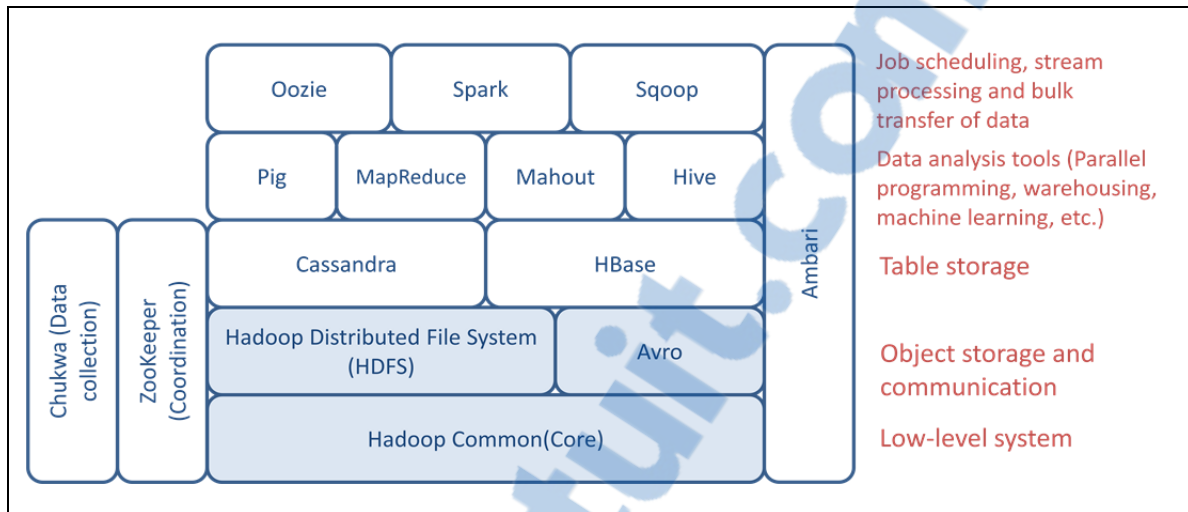 Oozie
Spark
Sqoop
Job scheduling, stream
processing and bulk
transfer of data
Pig
MapReduce
Mahout
Hive
Data analysis tools (Parallel
programming, warehousing,
machine learning, etc.)
Cassandra
HBase
Table storage
Chukwa (Data
collection)
ZooKeeper
(Coordination)
Hadoop Distributed File System
(HDFS)
Avro
Ambari
Object storage and
communication
Hadoop Common(Core)
Low-level system
tuit.com